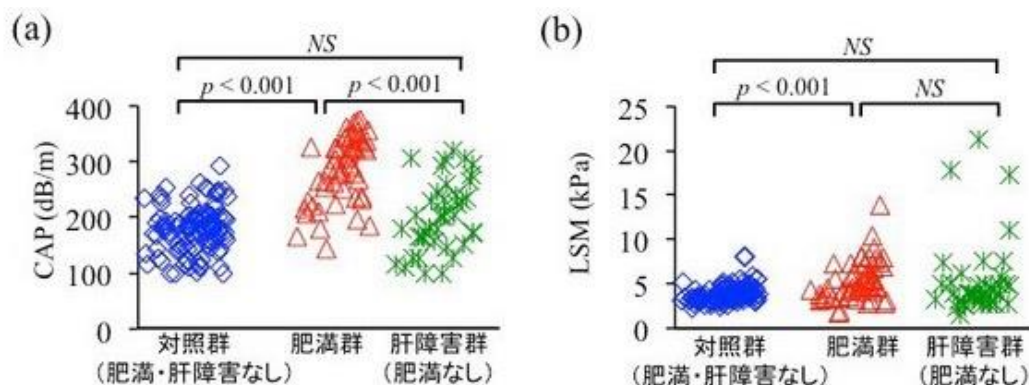 (a)
NS
p < 0.001
p < 0.001
400
300
200
100
0
CAP (dB/m)
対照群
(肥満・肝障害なし)
肥満群
肝障害群
(肥満なし)
(b)
NS
p < 0.001
NS
25
20
15
10
5
0
LSM (kPa)
対照群
(肥満・肝障害なし)
肥満群
肝障害群
(肥満なし)